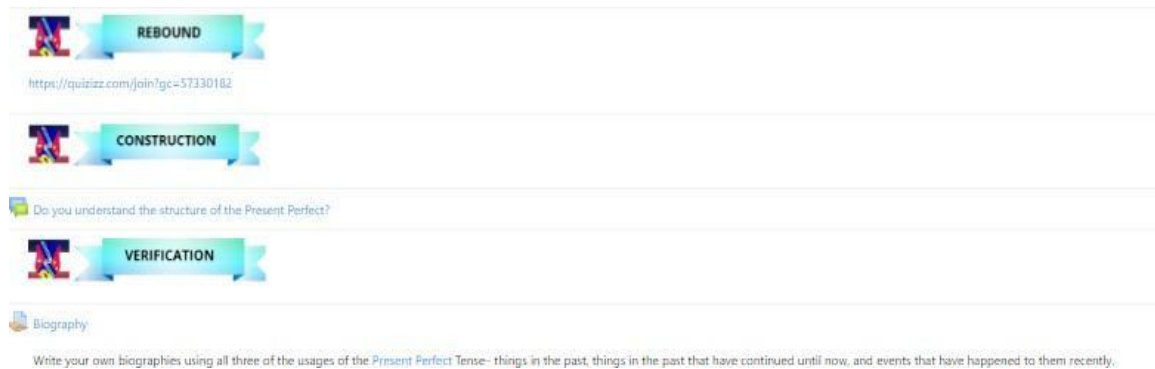 REBOUND
https://quizizz.com/join?gc=57330182
CONSTRUCTION
Do you understand the structure of the Present Perfect?
VERIFICATION
Biography
Write your own biographies using all three of the usages of the Present Perfect Tense- things in the past, things in the past that have continued until now, and events that have happened to them recently.